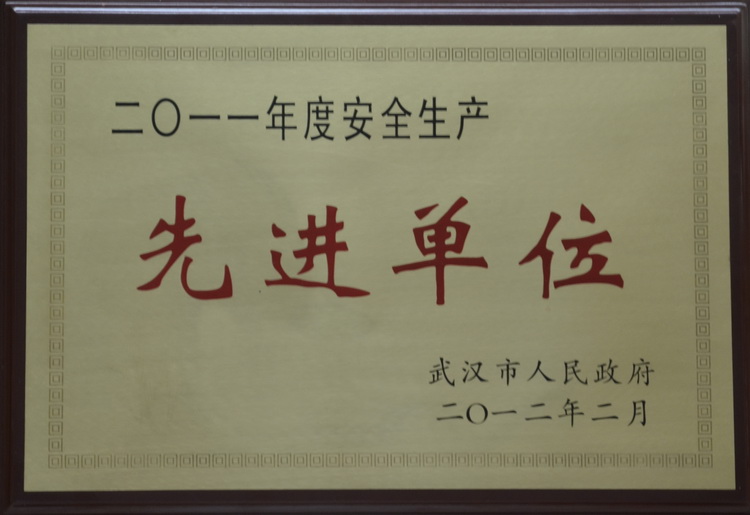 二〇一一年度安全生产
先进单位
武汉市人民政府
二〇一二年二月